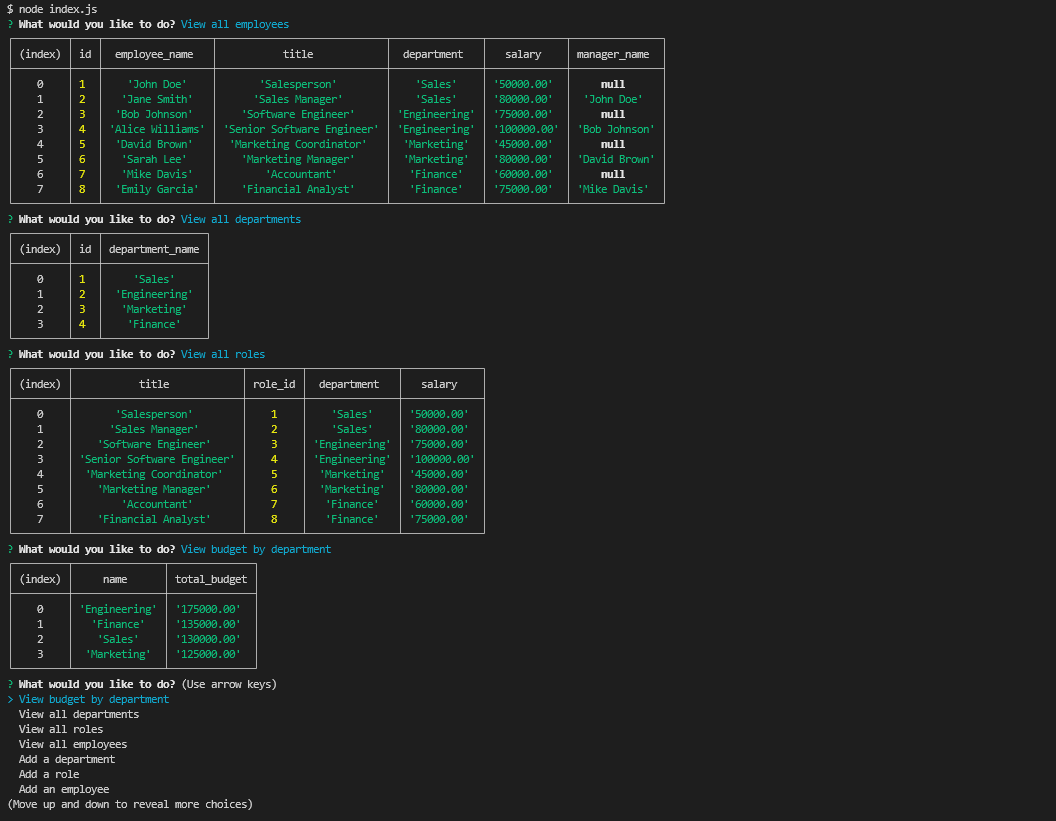 $ node index.js
? What would you like to do? View all employees
(index) id employee_name title department salary manager_name
0 1 'John Doe' 'Salesperson' 'Sales' '50000.00' null
1 2 'Jane Smith' 'Sales Manager' 'Sales' '80000.00' 'John Doe'
2 3 'Bob Johnson' 'Software Engineer' 'Engineering' '75000.00' null
3 4 'Alice Williams' 'Senior Software Engineer' 'Engineering' '100000.00' 'Bob Johnson'
4 5 'David Brown' 'Marketing Coordinator' 'Marketing' '45000.00' null
5 6 'Sarah Lee' 'Marketing Manager' 'Marketing' '80000.00' 'David Brown'
6 7 'Mike Davis' 'Accountant' 'Finance' '60000.00' null
7 8 'Emily Garcia' 'Financial Analyst' 'Finance' '75000.00' 'Mike Davis'
? What would you like to do? View all departments
(index) id department_name
0 1 'Sales'
1 2 'Engineering'
2 3 'Marketing'
3 4 'Finance'
? What would you like to do? View all roles
(index) title role_id department salary
0 'Salesperson' 1 'Sales' '50000.00'
1 'Sales Manager' 2 'Sales' '80000.00'
2 'Software Engineer' 3 'Engineering' '75000.00'
3 'Senior Software Engineer' 4 'Engineering' '100000.00'
4 'Marketing Coordinator' 5 'Marketing' '45000.00'
5 'Marketing Manager' 6 'Marketing' '80000.00'
6 'Accountant' 7 'Finance' '60000.00'
7 'Financial Analyst' 8 'Finance' '75000.00'
? What would you like to do? View budget by department
(index) name total_budget
0 'Engineering' '175000.00'
1 'Finance' '135000.00'
2 'Sales' '130000.00'
3 'Marketing' '125000.00'
? What would you like to do? (Use arrow keys)
> View budget by department
View all departments
View all roles
View all employees
Add a department
Add a role
Add an employee
(Move up and down to reveal more choices)